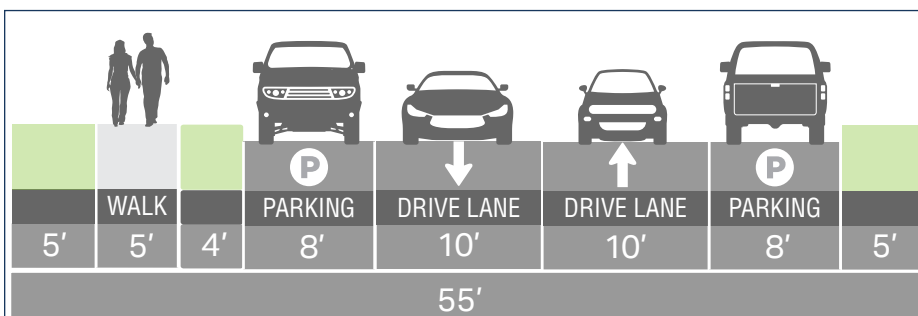 P P
WALK PARKING DRIVE LANE DRIVE LANE PARKING
5' 5' 4' 8' 10' 10' 8' 5'
55'